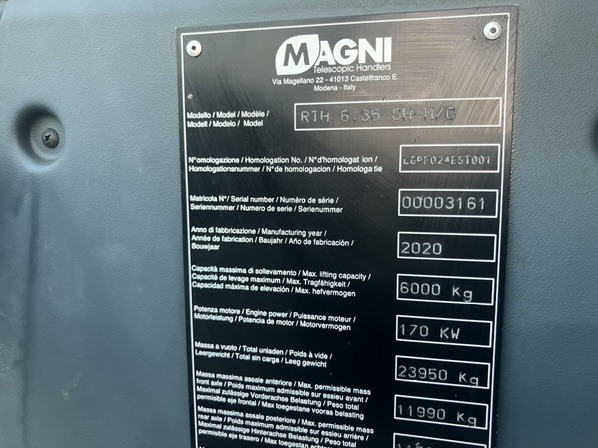 MAGNI
Telescopic Handlers
Via Magellano 22 - 41013 Castelfranco E.
Modena - Italy
Modello / Model / Modèle /
Modell / Modelo / Model
RTH 6.35 SH-M/C
N°omologazione / Homologation No. / N°d'homologat ion /
Homologationsnummer / N°de homologacion / Homologa tie
Matricola N°/ Serial number / Numéro de série /
Seriennummer / Numero de serie / Serienummer
00003161
Anno di fabbricazione / Manufacturing year /
Année de fabrication / Baujahr / Año de fabricación /
Bouwjaar
2020
Capacità massima di sollevamento / Max. lifting capacity /
Capacité de levage maximum / Max. Tragfähigkeit /
Capacidad máxima de elevación / Max. hefvermogen
6000 Kg
Potenza motore / Engine power / Puissance moteur /
Motorleistung / Potencia de motor / Motorvermogen
170 KW
Massa a vuoto / Total unladen / Poids à vide /
Leergewicht / Total sin carga / Leeg gewicht
23950 Kg
Massa massima assale anteriore / Max. permissible mass
front axle / Poids maximum admissible sur essieu avant /
Maximal zulässige Vorderachse Belastung / Peso total
permisible eje frontal / Max toegestane vooras belasting
11990 Kg
Massa massima assale posteriore / Max. permissible mass
rear axle / Poids maximum admissible sur essieu arrière /
Maximal zulässige Hinterachse Belastung / Peso total
permisible eje trasero / Max toegestane achteras